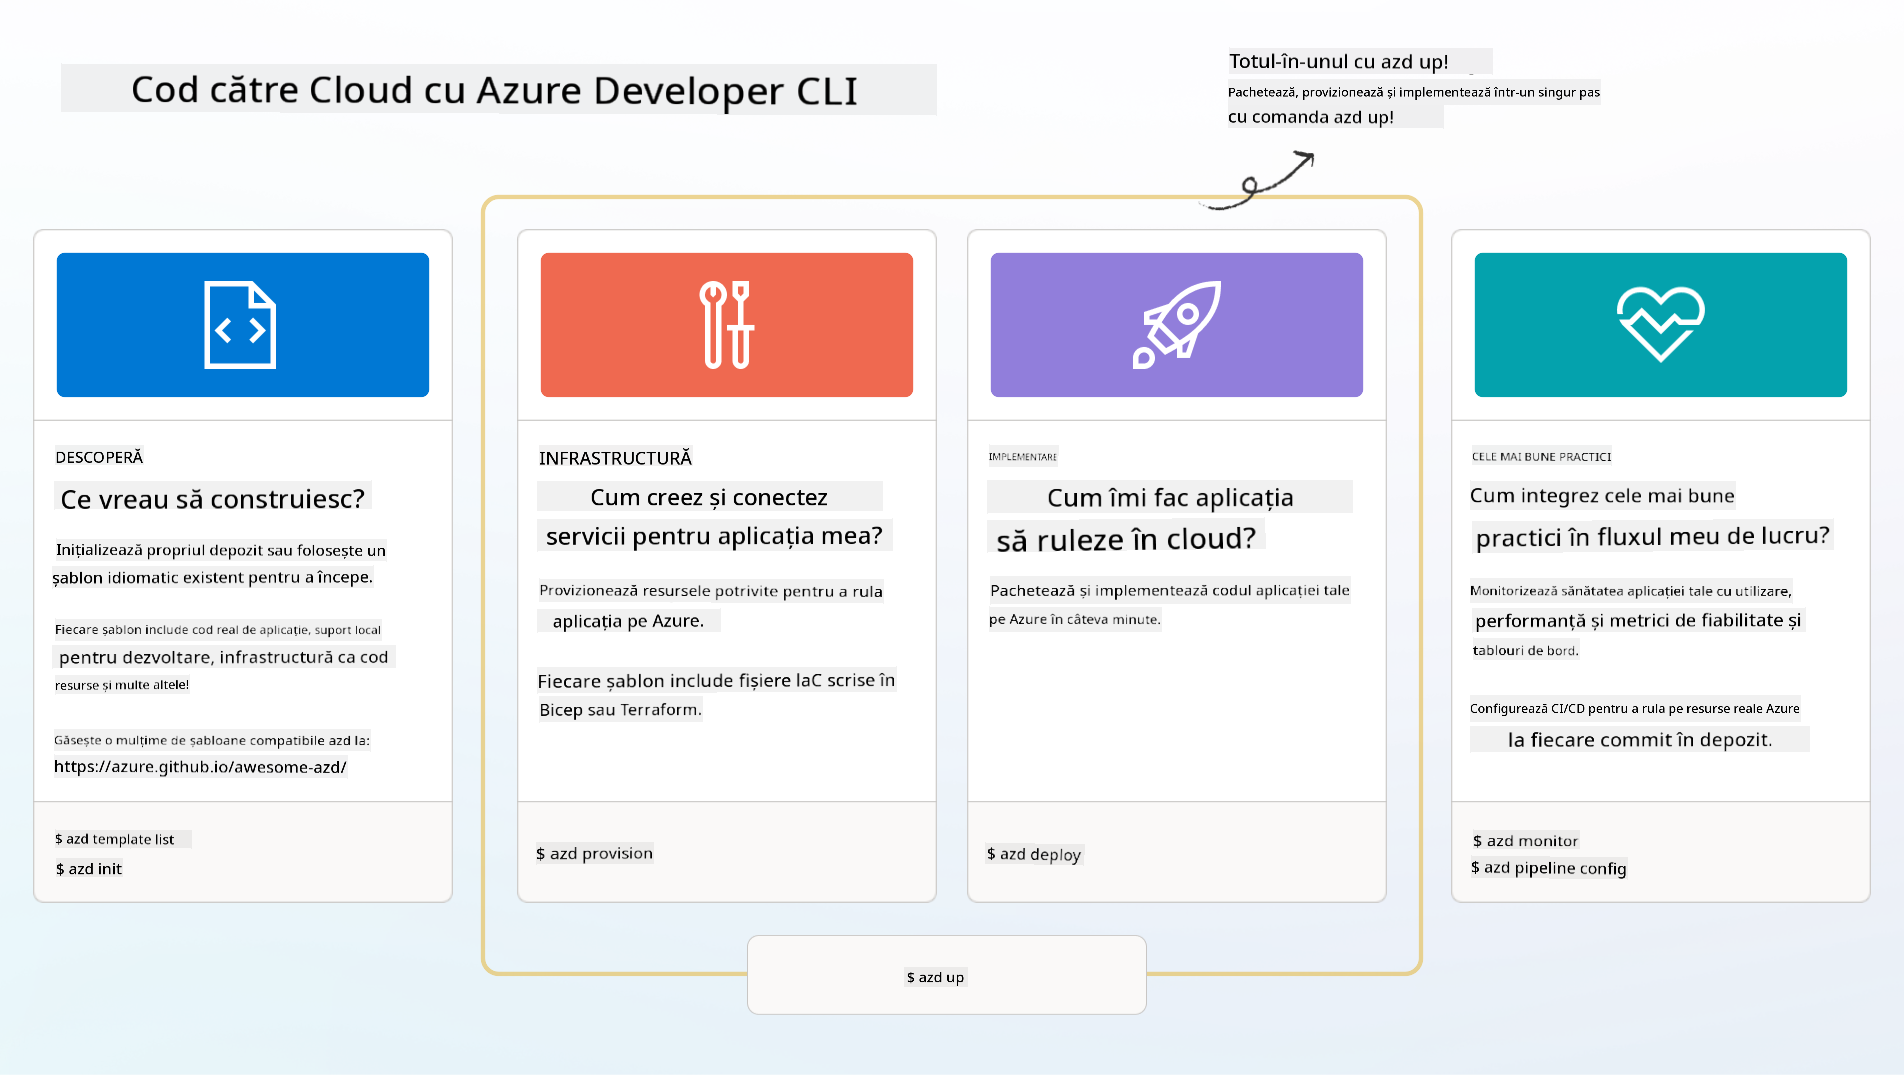 Cod către Cloud cu Azure Developer CLI
Totul-în-unul cu azd up!
Pachetează, provizionează și implementează într-un singur pas
cu comanda azd up!
DESCOPERĂ
Ce vreau să construiesc?
Inițializează propriul depozit sau folosește un
șablon idiomatic existent pentru a începe.
Fiecare șablon include cod real de aplicație, suport local
pentru dezvoltare, infrastructură ca cod
resurse și multe altele!
Găsește o mulțime de șabloane compatibile azd la:
https://azure.github.io/awesome-azd/
$ azd template list
$ azd init
INFRASTRUCTURĂ
Cum creez și conectez
servicii pentru aplicația mea?
Provizionează resursele potrivite pentru a rula
aplicația pe Azure.
Fiecare șablon include fișiere IaC scrise în
Bicep sau Terraform.
$ azd provision
IMPLEMENTARE
Cum îmi fac aplicația
să ruleze în cloud?
Pachetează și implementează codul aplicației tale
pe Azure în câteva minute.
$ azd deploy
CELE MAI BUNE PRACTICI
Cum integrez cele mai bune
practici în fluxul meu de lucru?
Monitorizează sănătatea aplicației tale cu utilizare,
performanță și metrici de fiabilitate și
tablouri de bord.
Configurează CI/CD pentru a rula pe resurse reale Azure
la fiecare commit în depozit.
$ azd monitor
$ azd pipeline config
$ azd up